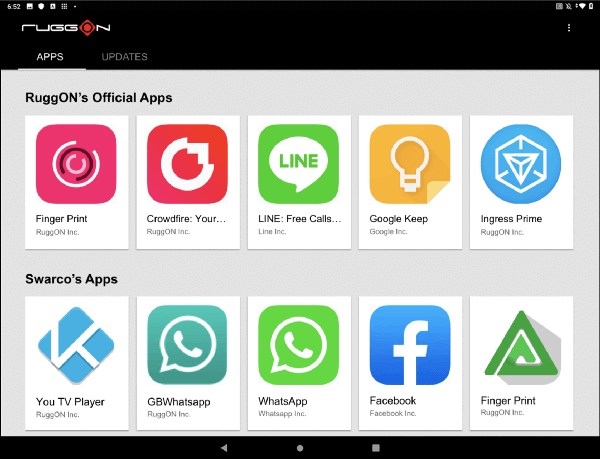 6:52
RUGGON
APPS UPDATES
RuggON's Official Apps
LINE
Finger Print Crowdfire: Your... LINE: Free Calls... Google Keep Ingress Prime
RuggON Inc. RuggON Inc. Line Inc. Google Inc. RuggON Inc.
Swarco's Apps
You TV Player GBWhatsapp WhatsApp Facebook Finger Print
RuggON Inc. RuggON Inc. Whatsapp Inc. Facebook Inc. RuggON Inc.